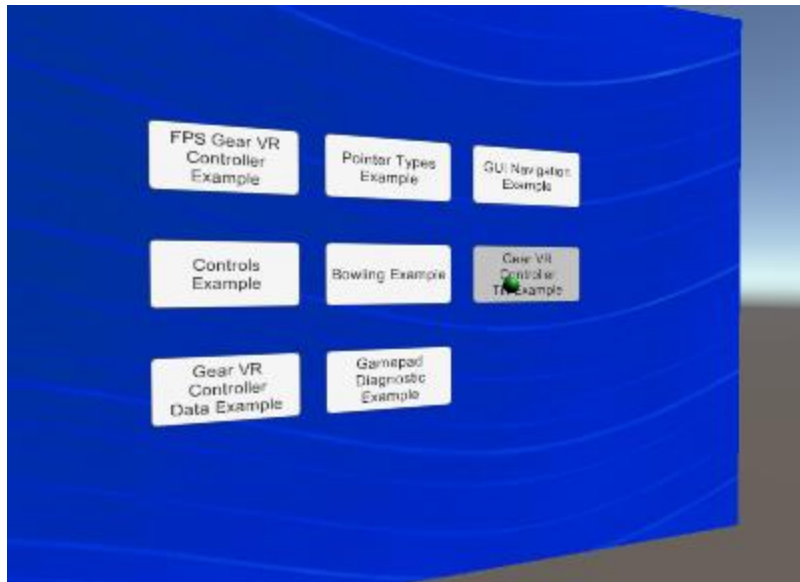 FPS Gear VR
Controller
Example
Pointer Types
Example
GUI Navigation
Example
Controls
Example
Bowling Example
Gear VR
Controller
Example
Gear VR
Controller
Data Example
Gamepad
Diagnostic
Example